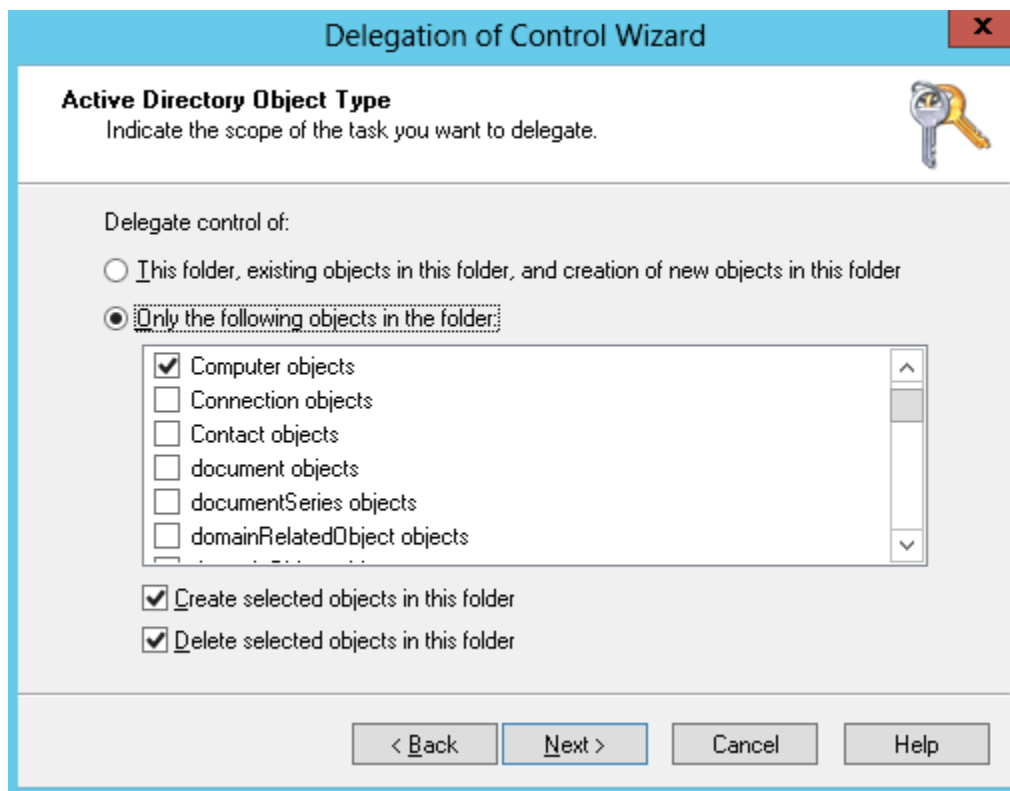 Delegation of Control Wizard
x
Active Directory Object Type
Indicate the scope of the task you want to delegate.
Delegate control of:
This folder, existing objects in this folder, and creation of new objects in this folder
Only the following objects in the folder:
Computer objects
Connection objects
Contact objects
document objects
documentSeries objects
domainRelatedObject objects
Create selected objects in this folder
Delete selected objects in this folder
< Back Next > Cancel Help